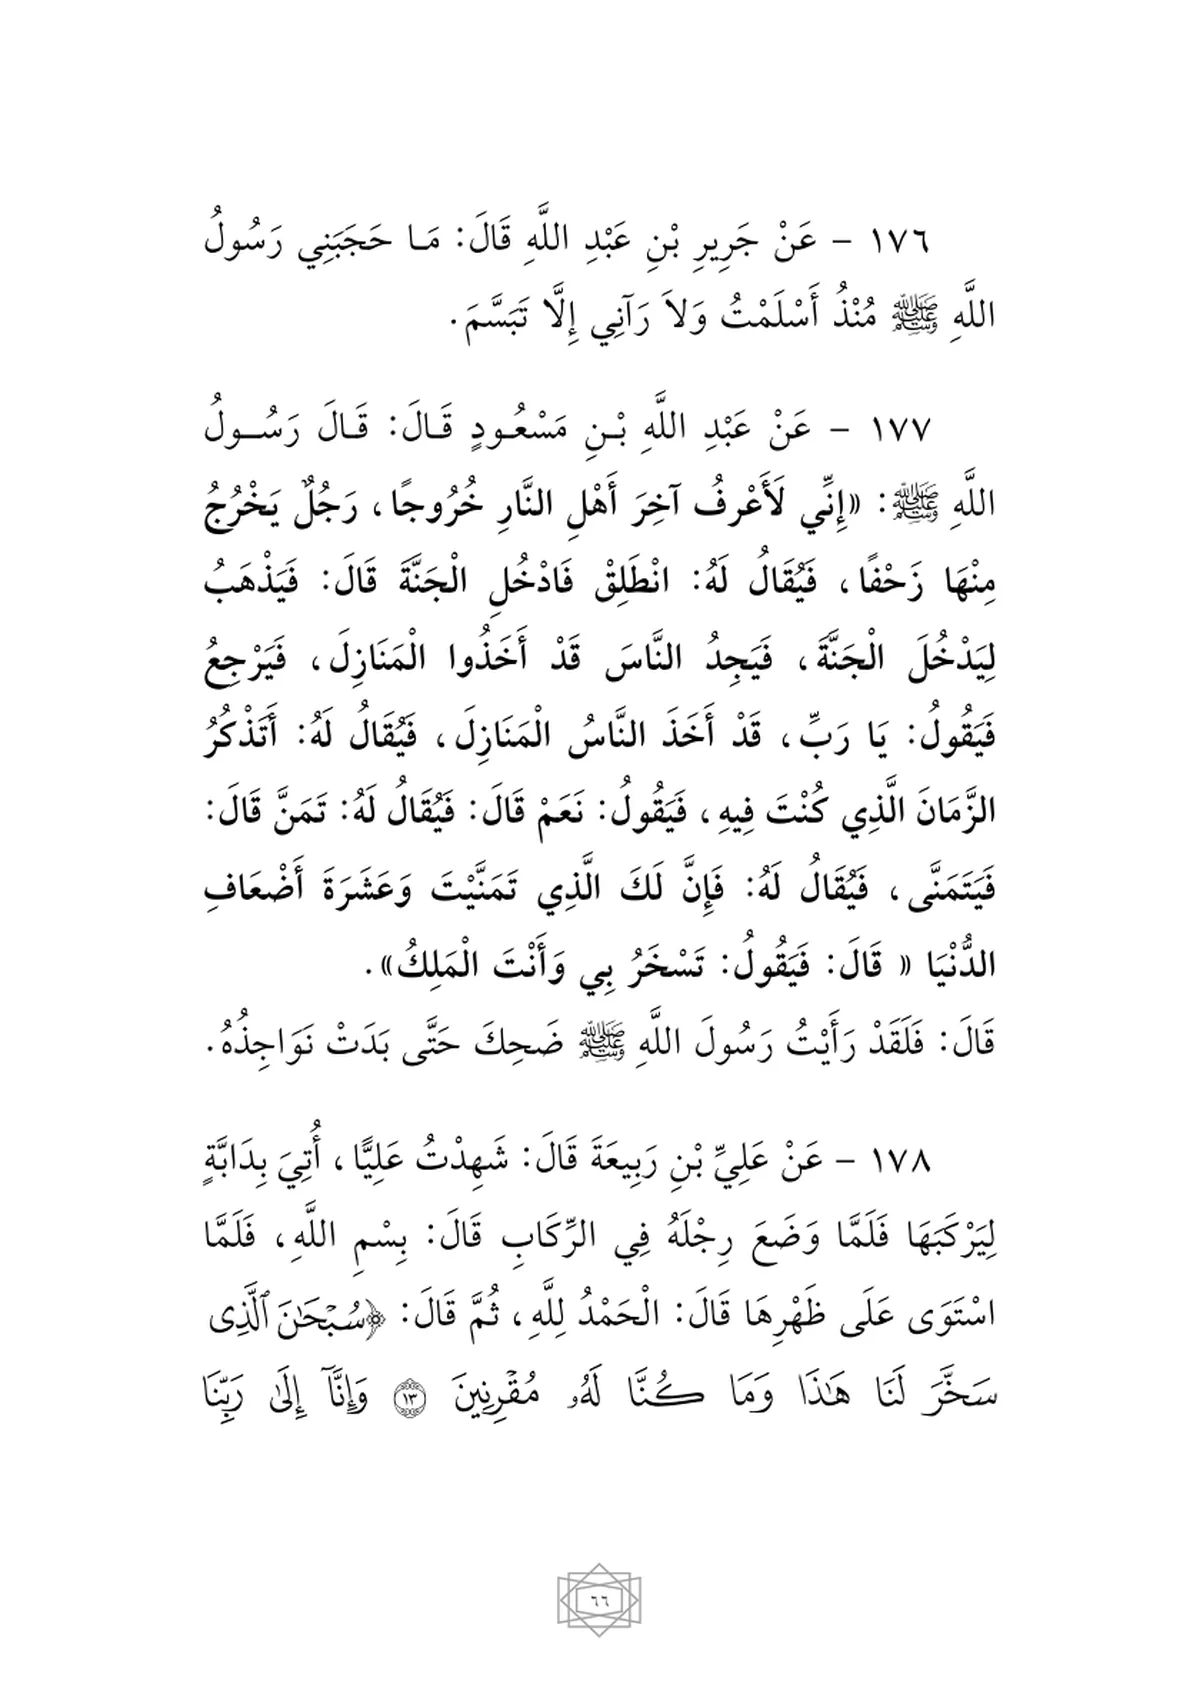 ١٧٦ – عَنْ جَرِيرِ بْنِ عَبْدِ اللَّهِ قَالَ: مَا حَجَبَنِي رَسُولُ
اللَّهِ ﷺ مُنْذُ أَسْلَمْتُ وَلاَ رَآنِي إِلَّا تَبَسَّمَ.
١٧٧ – عَنْ عَبْدِ اللَّهِ بْنِ مَسْعُودٍ قَالَ: قَالَ رَسُولُ
اللَّهِ ﷺ: «إِنِّي لَأَعْرِفُ آخِرَ أَهْلِ النَّارِ خُرُوجًا، رَجُلٌ يَخْرُجُ
مِنْهَا زَحْفًا، فَيُقَالُ لَهُ: انْطَلِقْ فَادْخُلِ الْجَنَّةَ قَالَ: فَيَذْهَبُ
لِيَدْخُلَ الْجَنَّةَ، فَيَجِدُ النَّاسَ قَدْ أَخَذُوا الْمَنَازِلَ، فَيَرْجِعُ
فَيَقُولُ: يَا رَبِّ، قَدْ أَخَذَ النَّاسُ الْمَنَازِلَ، فَيُقَالُ لَهُ: أَتَذْكُرُ
الزَّمَانَ الَّذِي كُنْتَ فِيهِ، فَيَقُولُ: نَعَمْ قَالَ: فَيُقَالُ لَهُ: تَمَنَّ قَالَ:
فَيَتَمَنَّى، فَيُقَالُ لَهُ: فَإِنَّ لَكَ الَّذِي تَمَنَّيْتَ وَعَشَرَةَ أَضْعَافِ
الدُّنْيَا « قَالَ: فَيَقُولُ: تَسْخَرُ بِي وَأَنْتَ الْمَلِكُ».
قَالَ: فَلَقَدْ رَأَيْتُ رَسُولَ اللَّهِ ﷺ ضَحِكَ حَتَّى بَدَتْ نَوَاجِذُهُ.
١٧٨ – عَنْ عَلِيِّ بْنِ رَبِيعَةَ قَالَ: شَهِدْتُ عَلِيًّا، أُتِيَ بِدَابَّةٍ
لِيَرْكَبَهَا فَلَمَّا وَضَعَ رِجْلَهُ فِي الرِّكَابِ قَالَ: بِسْمِ اللَّهِ، فَلَمَّا
اسْتَوَى عَلَى ظَهْرِهَا قَالَ: الْحَمْدُ لِلَّهِ، ثُمَّ قَالَ: ﴿سُبْحَٰنَ ٱلَّذِى
سَخَّرَ لَنَا هَٰذَا وَمَا كُنَّا لَهُۥ مُقْرِنِينَ ۝١٣ وَإِنَّآ إِلَىٰ رَبِّنَا
٦٦